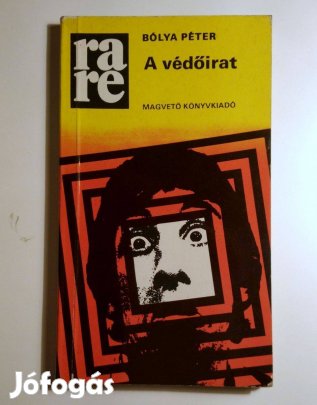 ra
re
BÓLYA PÉTER
A védőirat
MAGVETŐ KÖNYVKIADÓ
Jófogás